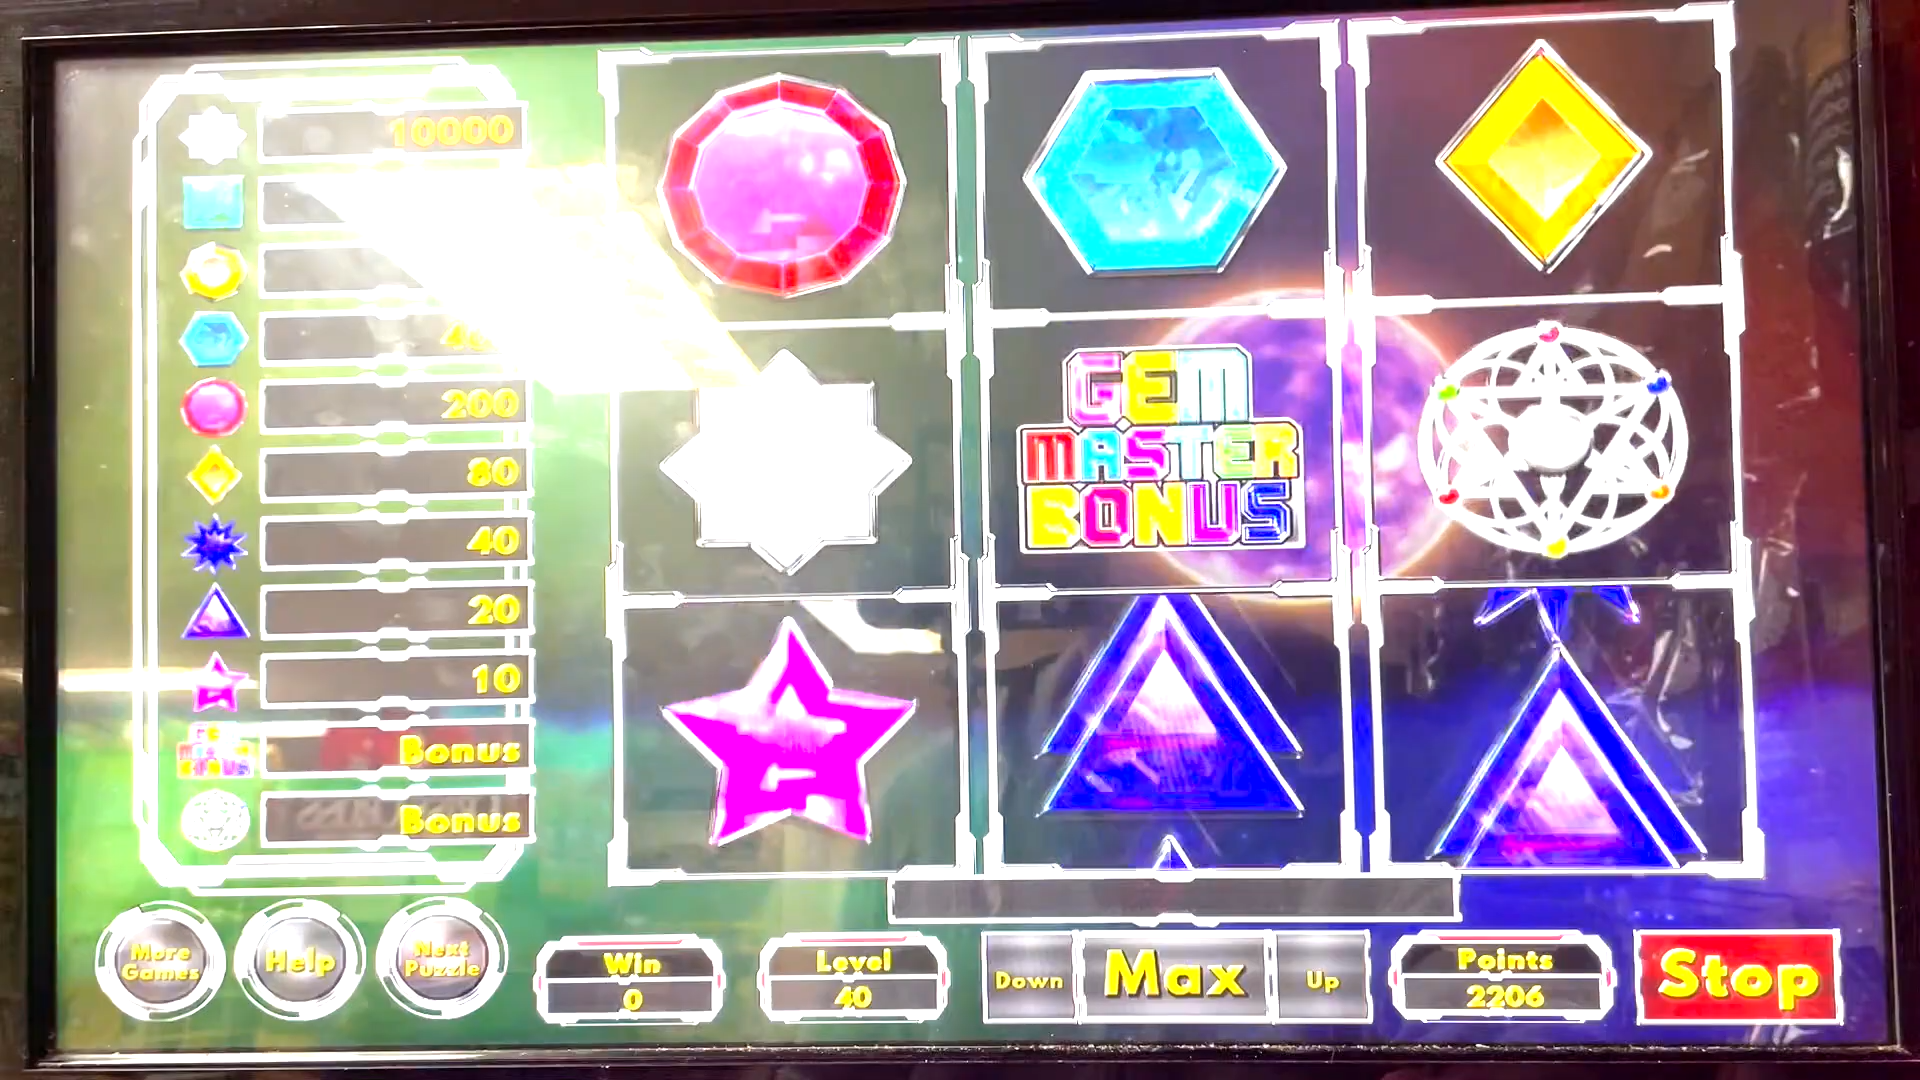 10000
200
80
40
20
10
Bonus
Bonus
GEM
MASTER
BONUS
More
Games
Help
Next
Puzzle
Win
0
Level
40
Down
Max
Up
Points
2206
Stop